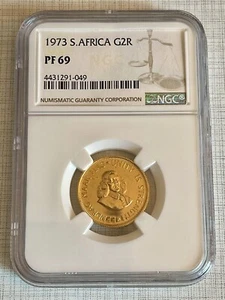 1973 S.AFRICA G2R
PF 69
4431291-049
NUMISMATIC GUARANTY CORPORATION
NGC